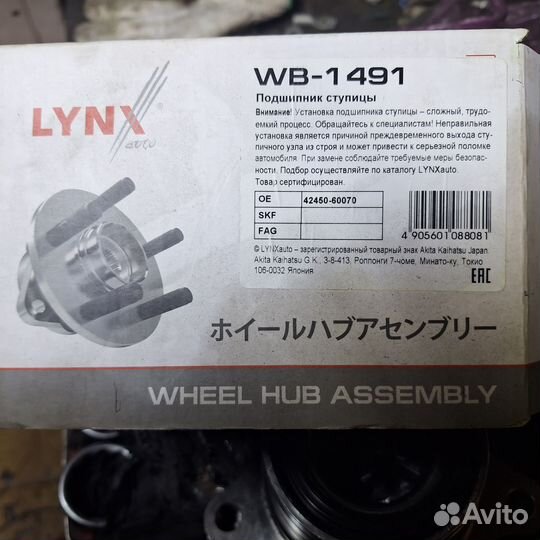 LYNX
auto
WB-1491
Подшипник ступицы
Внимание! Установка подшипника ступицы – сложный, трудо-
емкий процесс. Обращайтесь к специалистам! Неправильная
установка является причиной преждевременного выхода сту-
пичного узла из строя и может привести к серьезной поломке
автомобиля. При замене соблюдайте требуемые меры безопас-
ности. Подбор осуществляйте по каталогу LYNXauto.
Товар сертифицирован.
OE 42450-60070
SKF
FAG
4 905601 088081
© LYNXauto – зарегистрированный товарный знак Akita Kaihatsu Japan.
Akita Kaihatsu G.K., 3-8-413, Роппонги 7-чоме, Минато-ку, Токио
106-0032 Япония
EAC
ホイールハブアセンブリー
WHEEL HUB ASSEMBLY
Avito